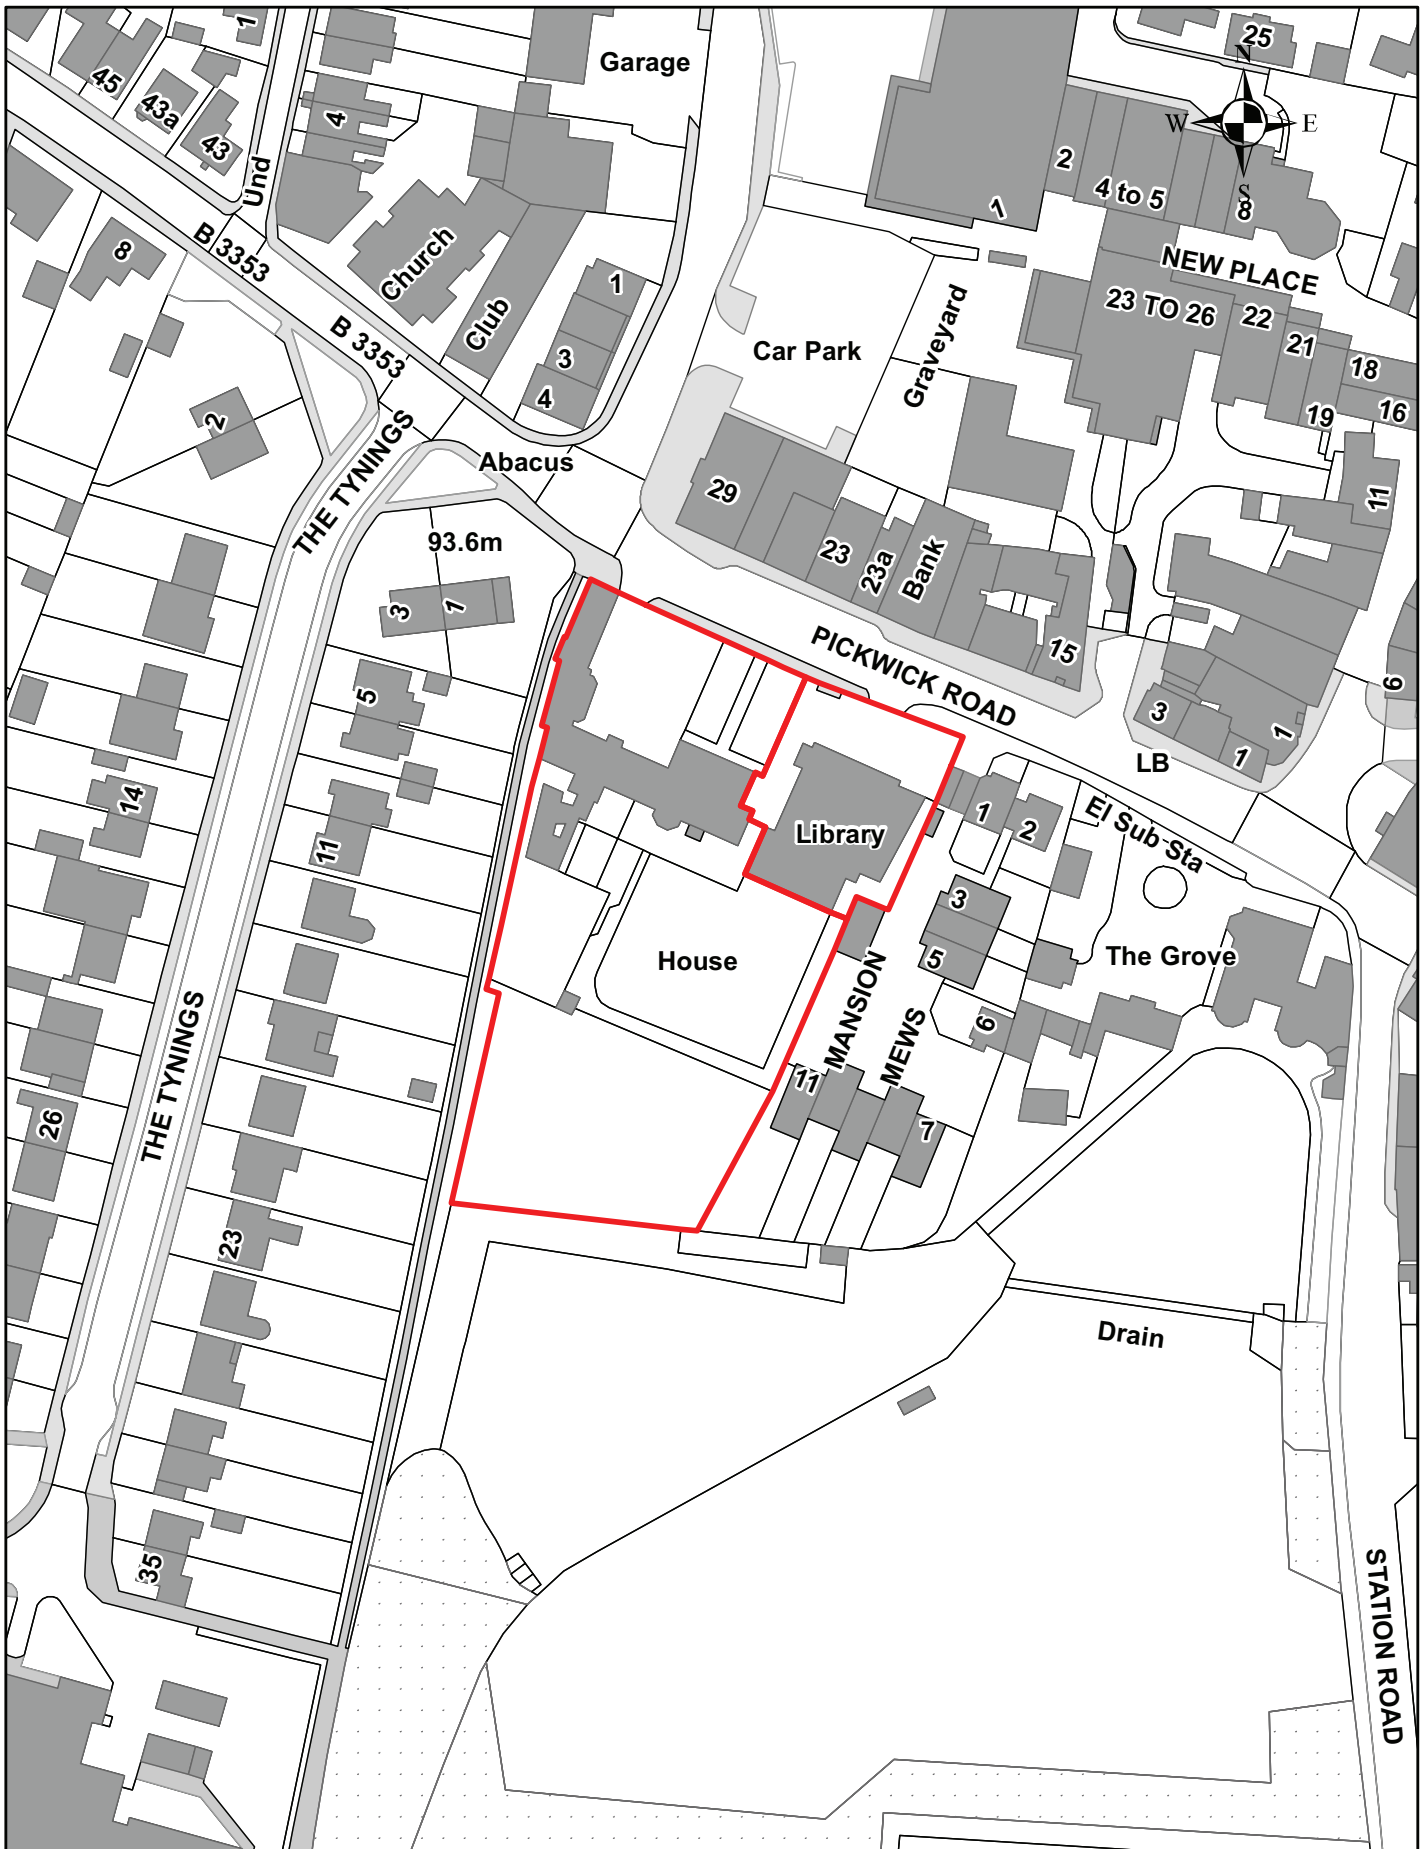 1
25
Garage
N
45
43a
4
W
E
43
2
Und
4 to 5
S
1
8
B 3353
8
Church
NEW PLACE
1
23 TO 26
22
Club
B 3353
Graveyard
21
Car Park
3
18
4
19
16
2
THE TYNINGS
Abacus
29
11
93.6m
23
23a
Bank
3
1
15
PICKWICK ROAD
5
6
3
1
1
LB
14
1
2
El Sub Sta
Library
11
3
5
The Grove
House
MANSION
MEWS
6
THE TYNINGS
11
26
7
23
Drain
35
STATION ROAD